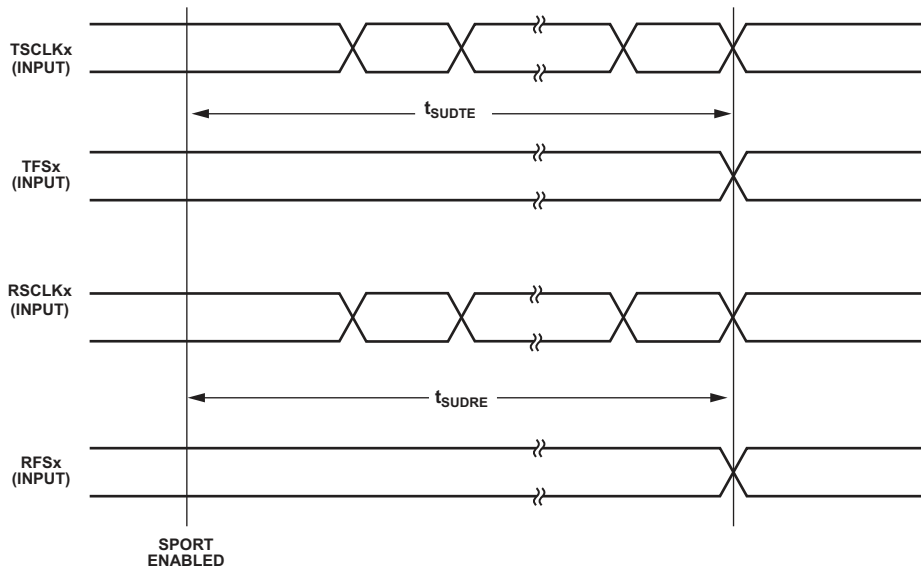 TSCLKx
(INPUT)
tSUDTE
TFSx
(INPUT)
RSCLKx
(INPUT)
tSUDRE
RFSx
(INPUT)
SPORT
ENABLED